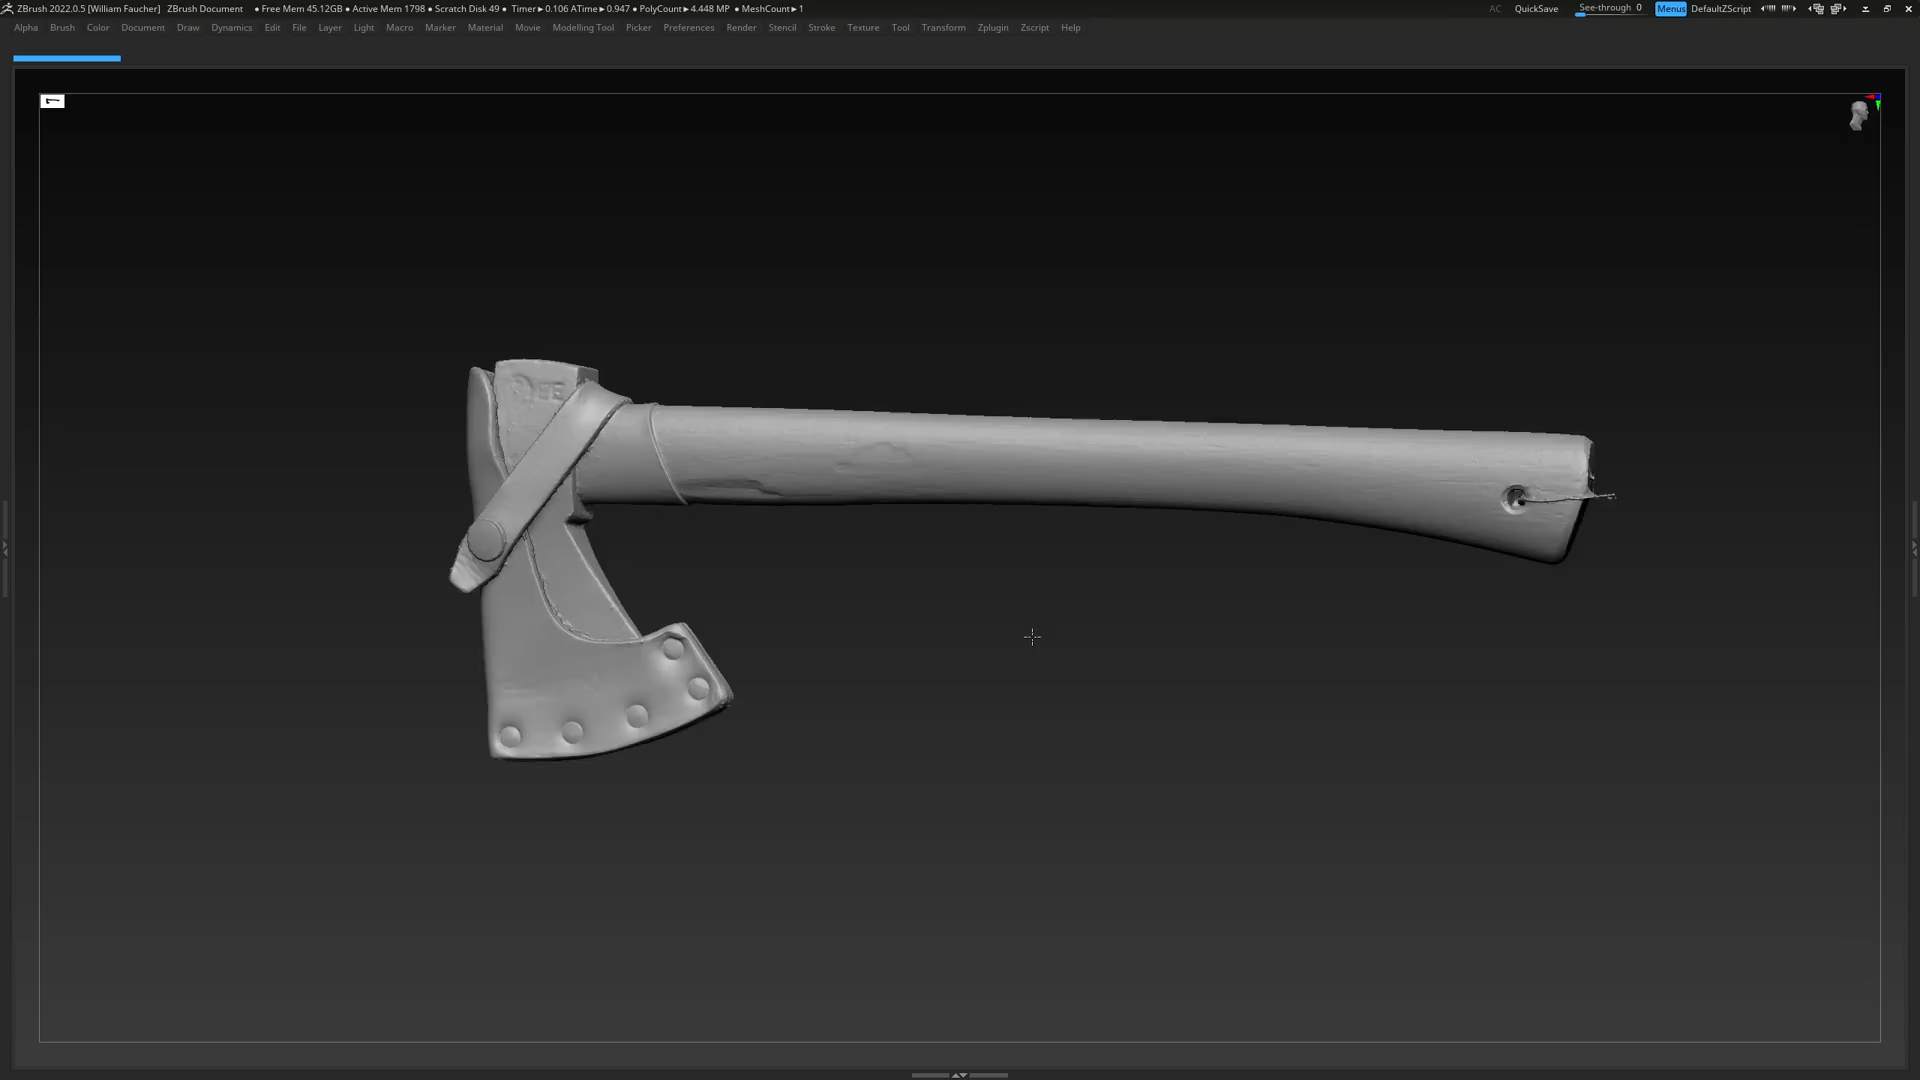 ZBrush 2022.0.5 [William Faucher] ZBrush Document • Free Mem 45.12GB • Active Mem 1798 • Scratch Disk 49 • Timer▸0.106 ATime▸0.947 • PolyCount▸4.448 MP • MeshCount▸1 AC QuickSave See-through 0 Menus DefaultZScript
Alpha Brush Color Document Draw Dynamics Edit File Layer Light Macro Marker Material Movie Modelling Tool Picker Preferences Render Stencil Stroke Texture Tool Transform Zplugin Zscript Help